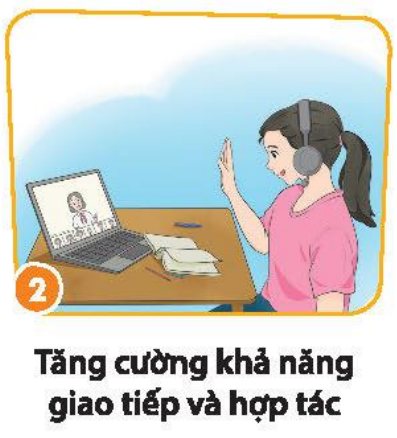 2
Tăng cường khả năng
giao tiếp và hợp tác